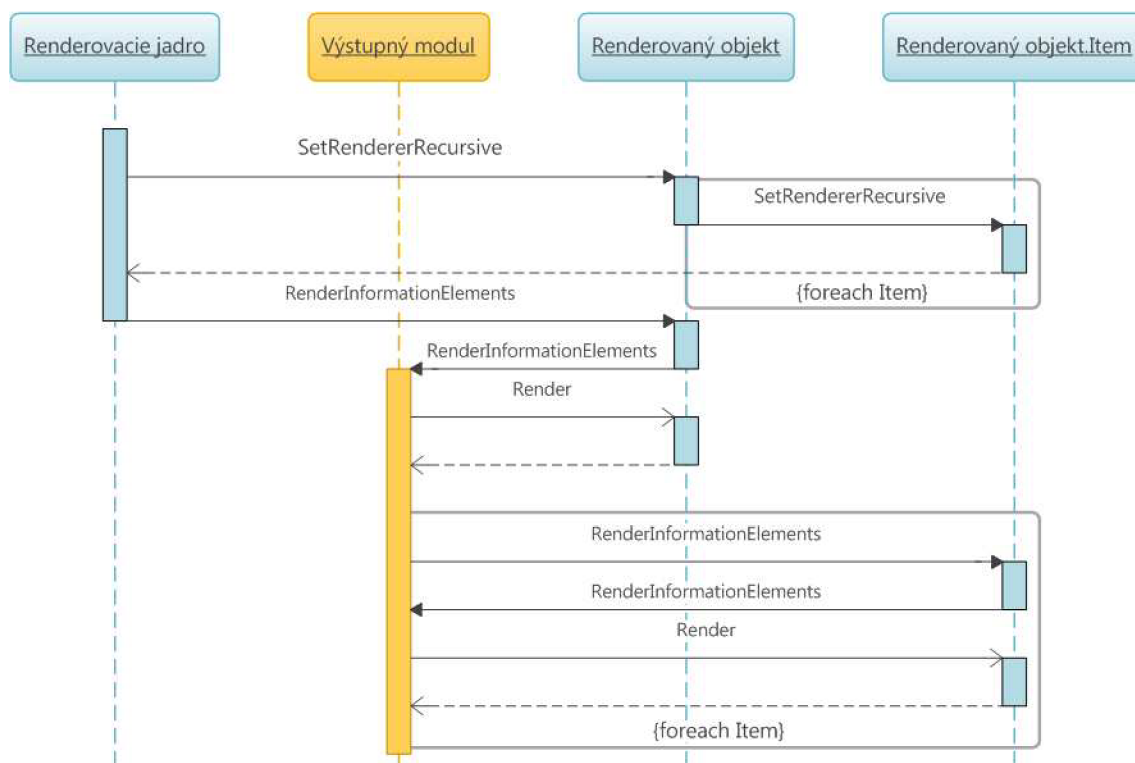 Renderovacie jadro
Výstupný modul
Renderovaný objekt
Renderovaný objekt.Item
SetRendererRecursive
SetRendererRecursive
RenderInformationElements
{foreach Item}
RenderInformationElements
Render
RenderInformationElements
RenderInformationElements
Render
{foreach Item}